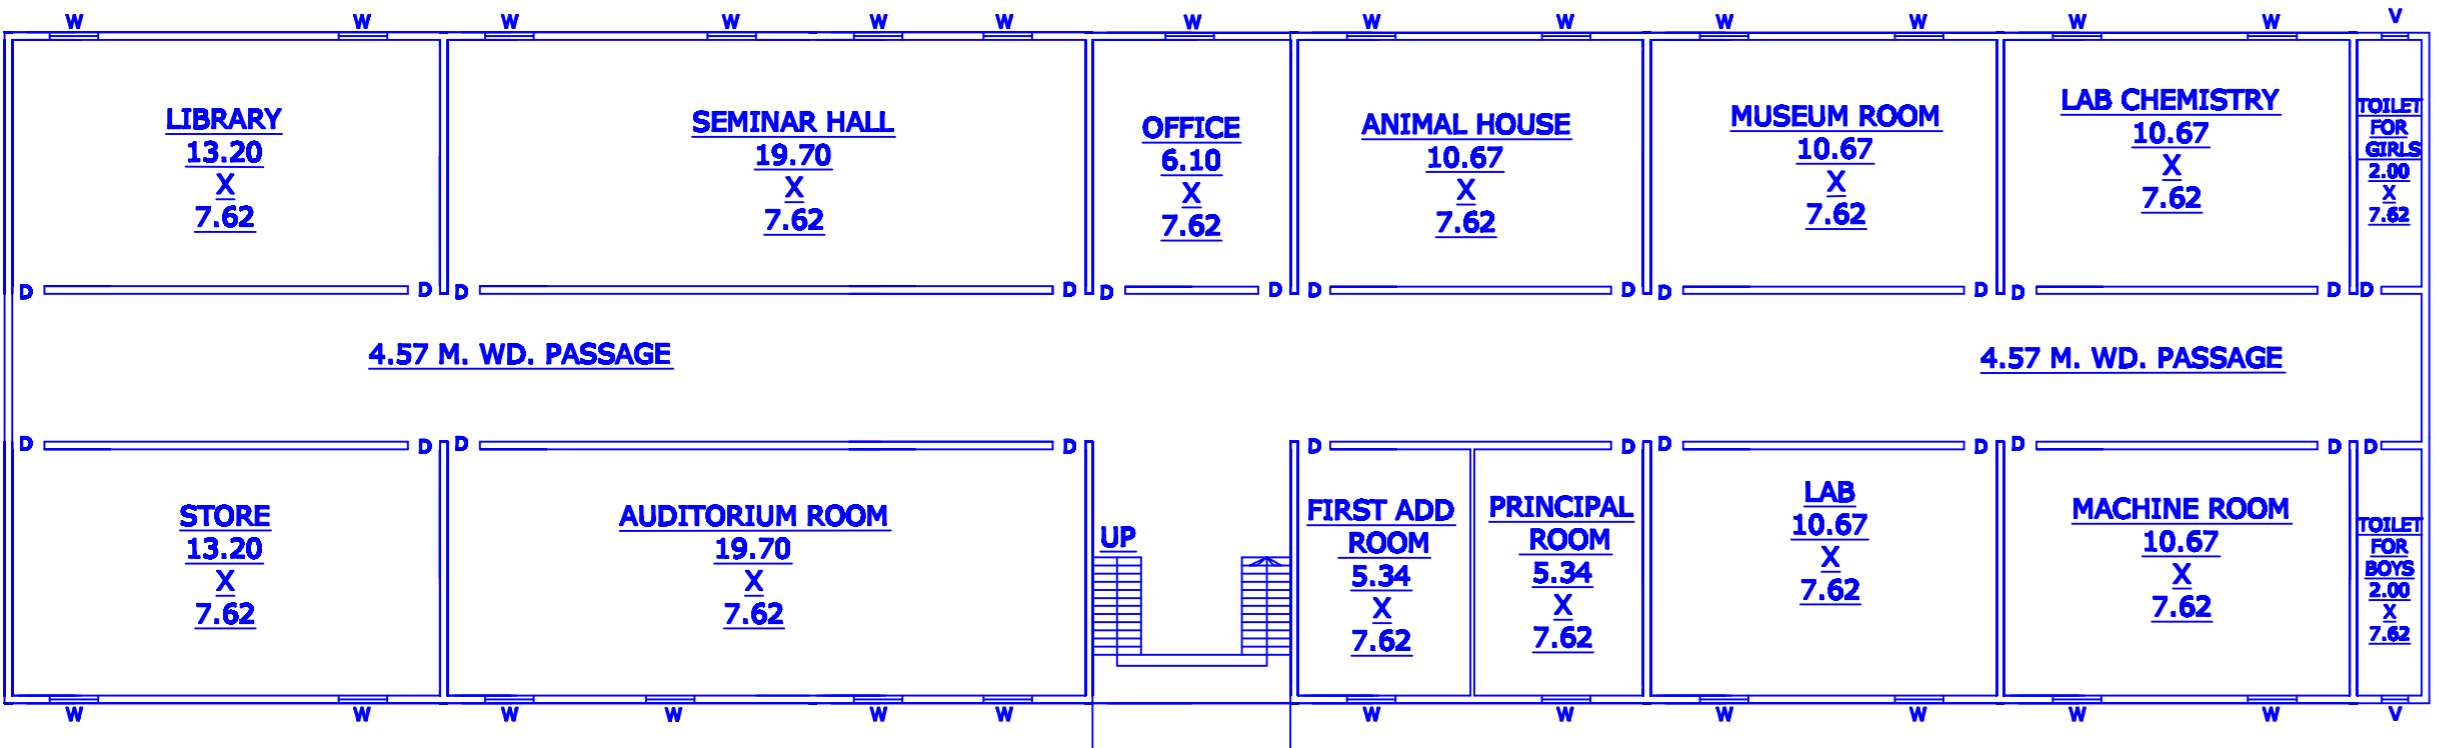 W W W W W W W W W W W W W V
LIBRARY
13.20
X
7.62
SEMINAR HALL
19.70
X
7.62
OFFICE
6.10
X
7.62
ANIMAL HOUSE
10.67
X
7.62
MUSEUM ROOM
10.67
X
7.62
LAB CHEMISTRY
10.67
X
7.62
TOILET
FOR
GIRLS
2.00
X
7.62
D D D D D D D D D D D D D
4.57 M. WD. PASSAGE
4.57 M. WD. PASSAGE
D D D D D D D D D D D
STORE
13.20
X
7.62
AUDITORIUM ROOM
19.70
X
7.62
UP
FIRST ADD
ROOM
5.34
X
7.62
PRINCIPAL
ROOM
5.34
X
7.62
LAB
10.67
X
7.62
MACHINE ROOM
10.67
X
7.62
TOILET
FOR
BOYS
2.00
X
7.62
W W W W W W W W W W W W V